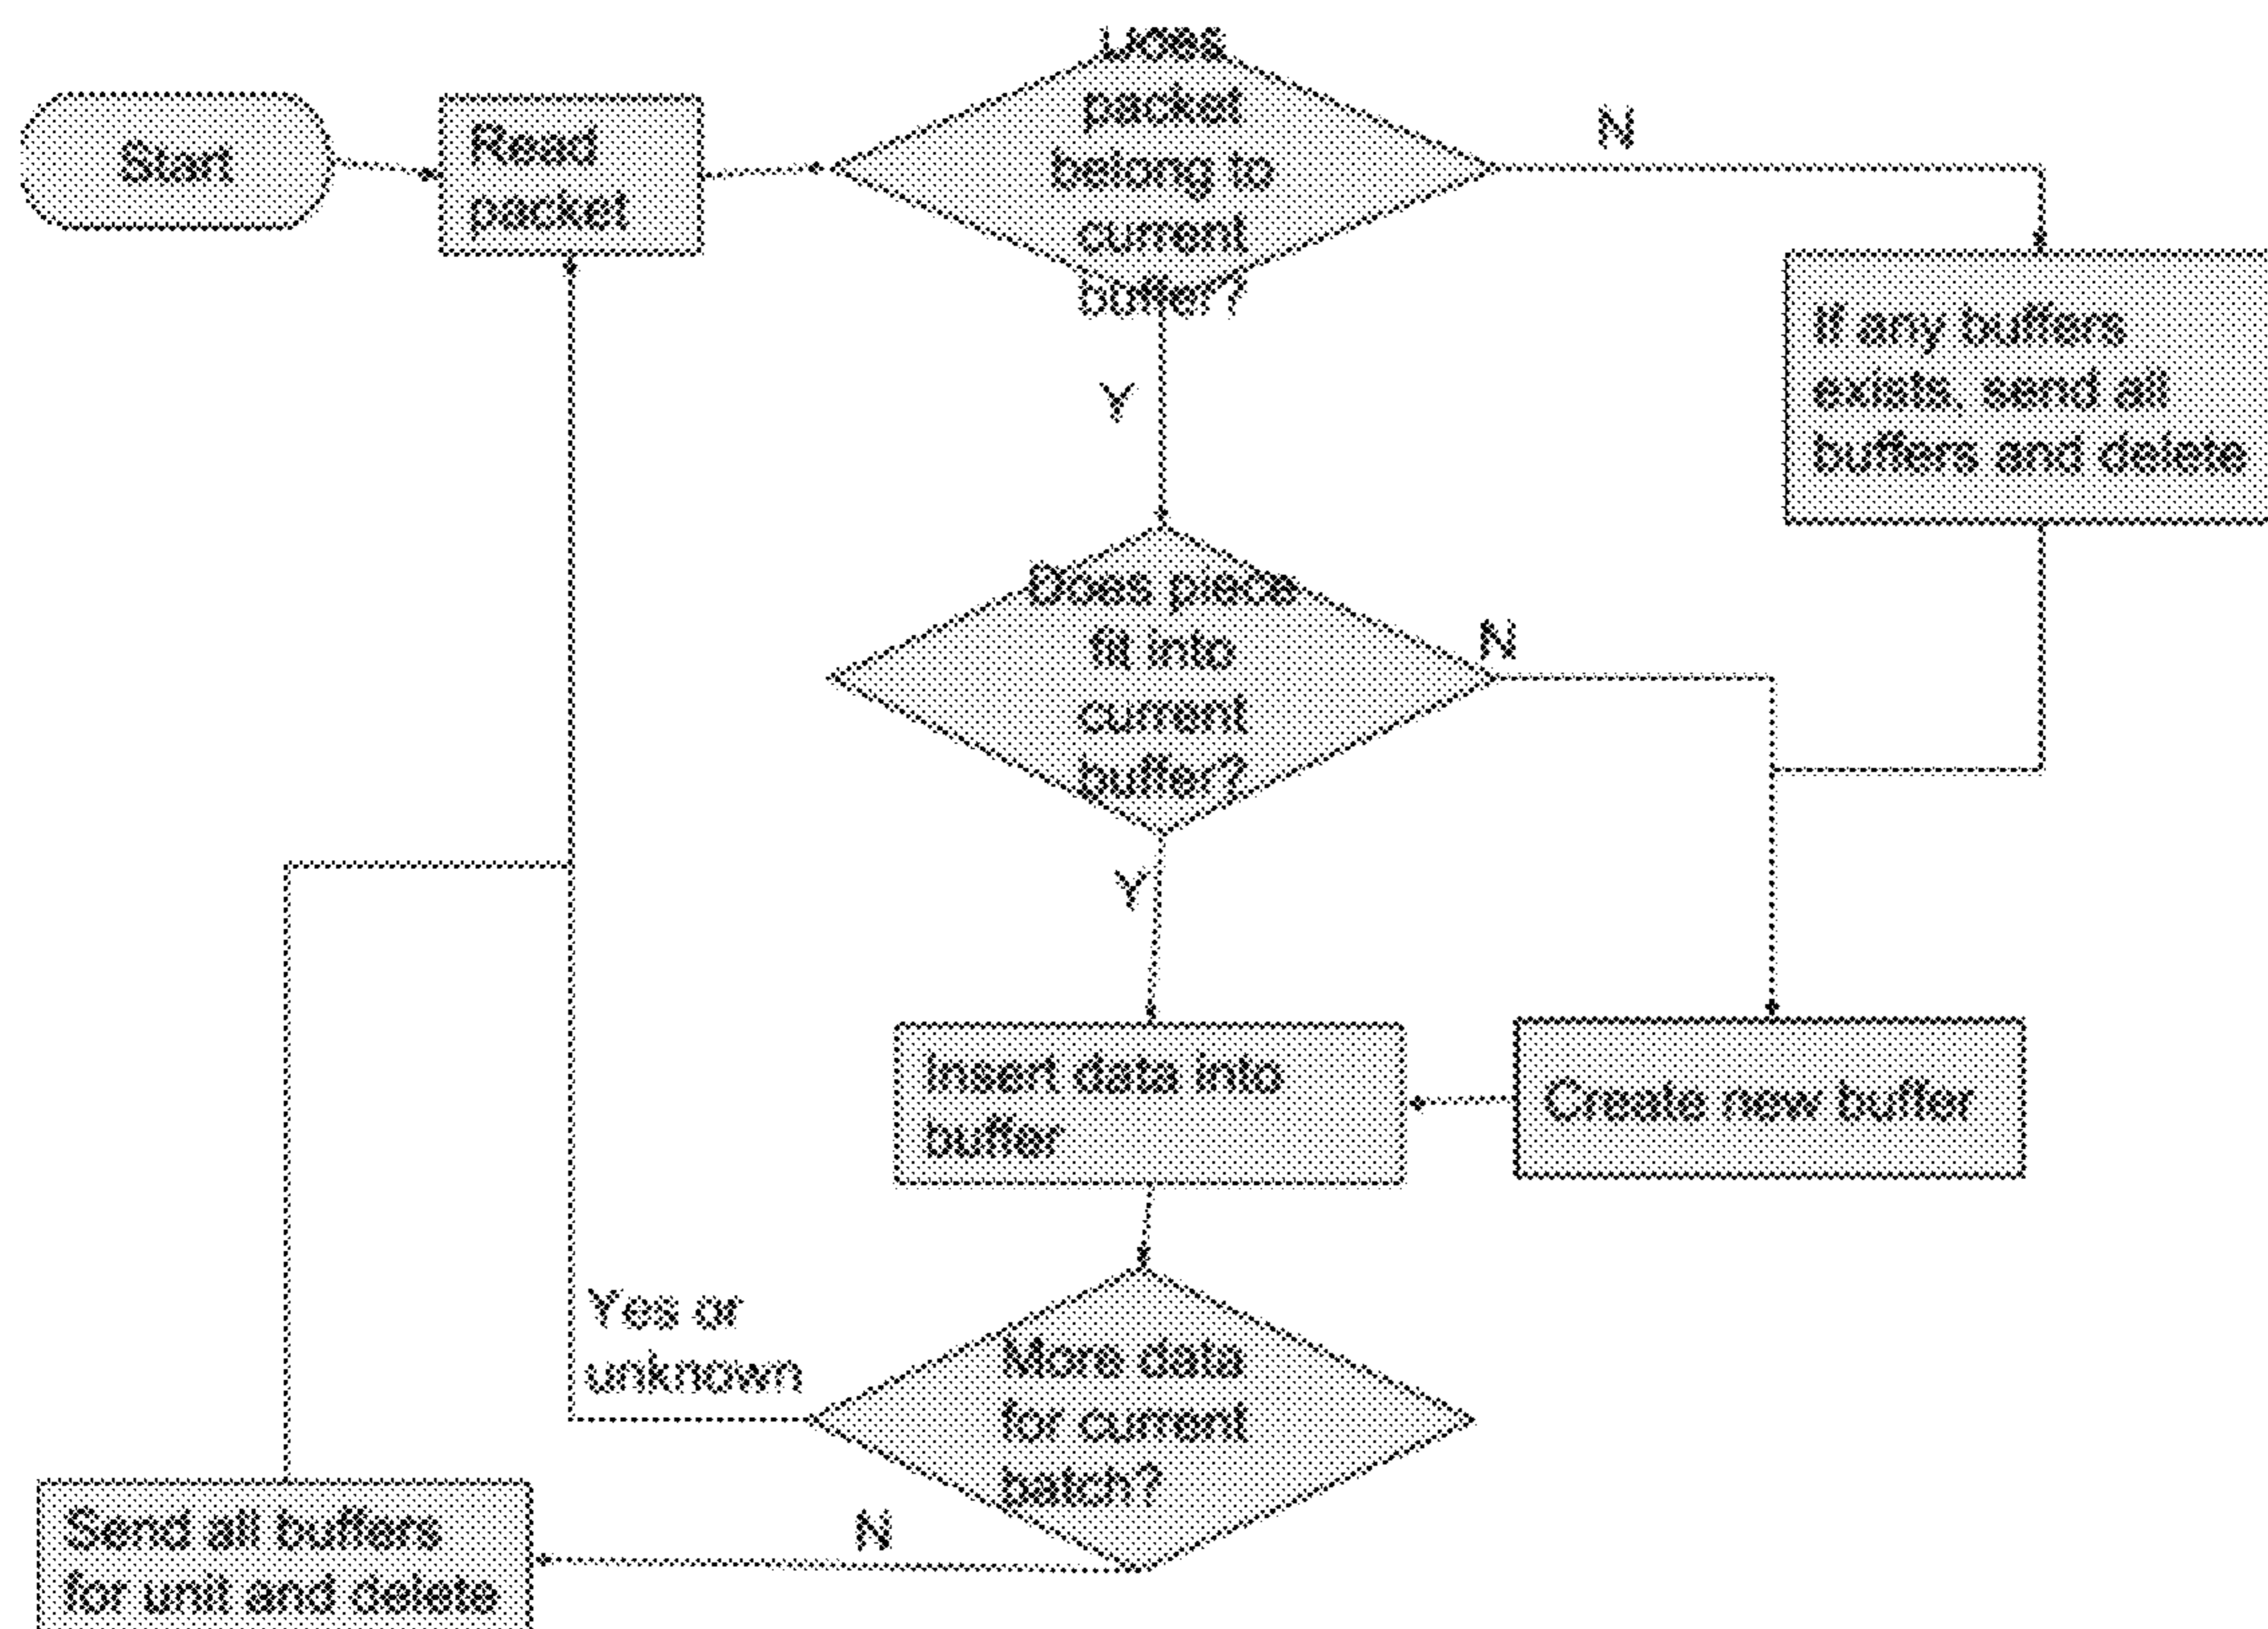 Start
Read
packet
Does
packet
belong to
current
buffer?
N
If any buffers
exists, send all
buffers and delete
Y
Does piece
fit into
current
buffer?
N
Y
Insert data into
buffer
Create new buffer
Yes or
unknown
More data
for current
batch?
N
Send all buffers
for unit and delete